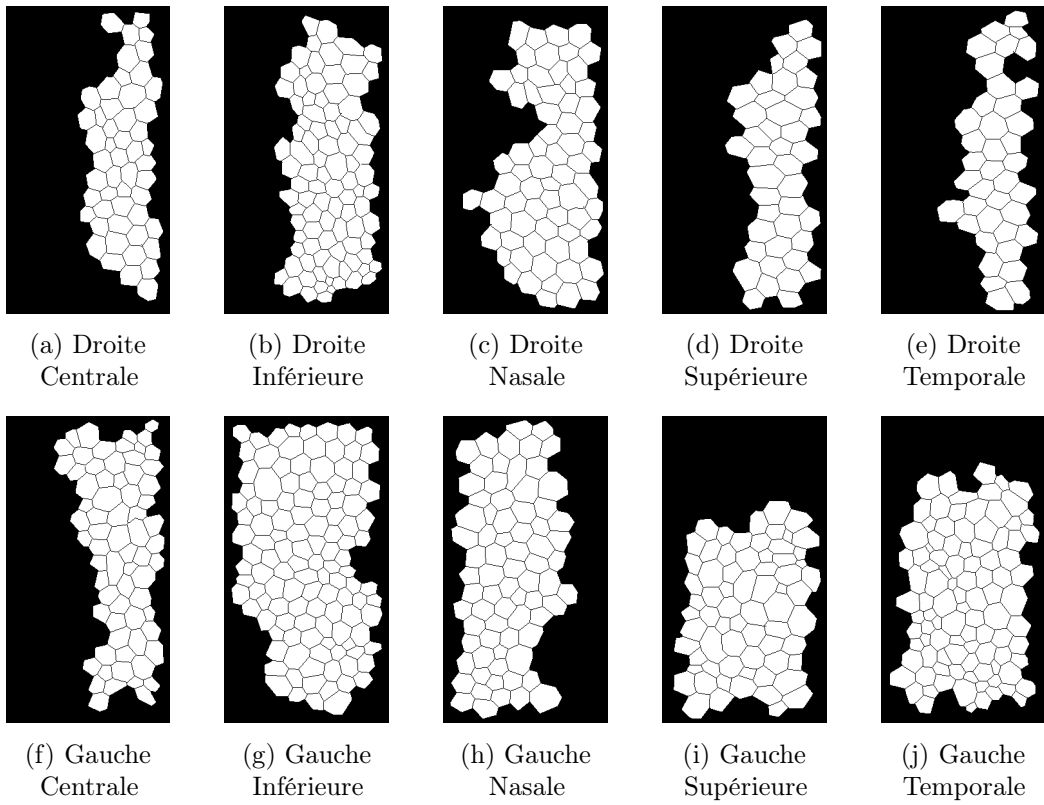 (a) Droite
Centrale
(b) Droite
Inférieure
(c) Droite
Nasale
(d) Droite
Supérieure
(e) Droite
Temporale
(f) Gauche
Centrale
(g) Gauche
Inférieure
(h) Gauche
Nasale
(i) Gauche
Supérieure
(j) Gauche
Temporale